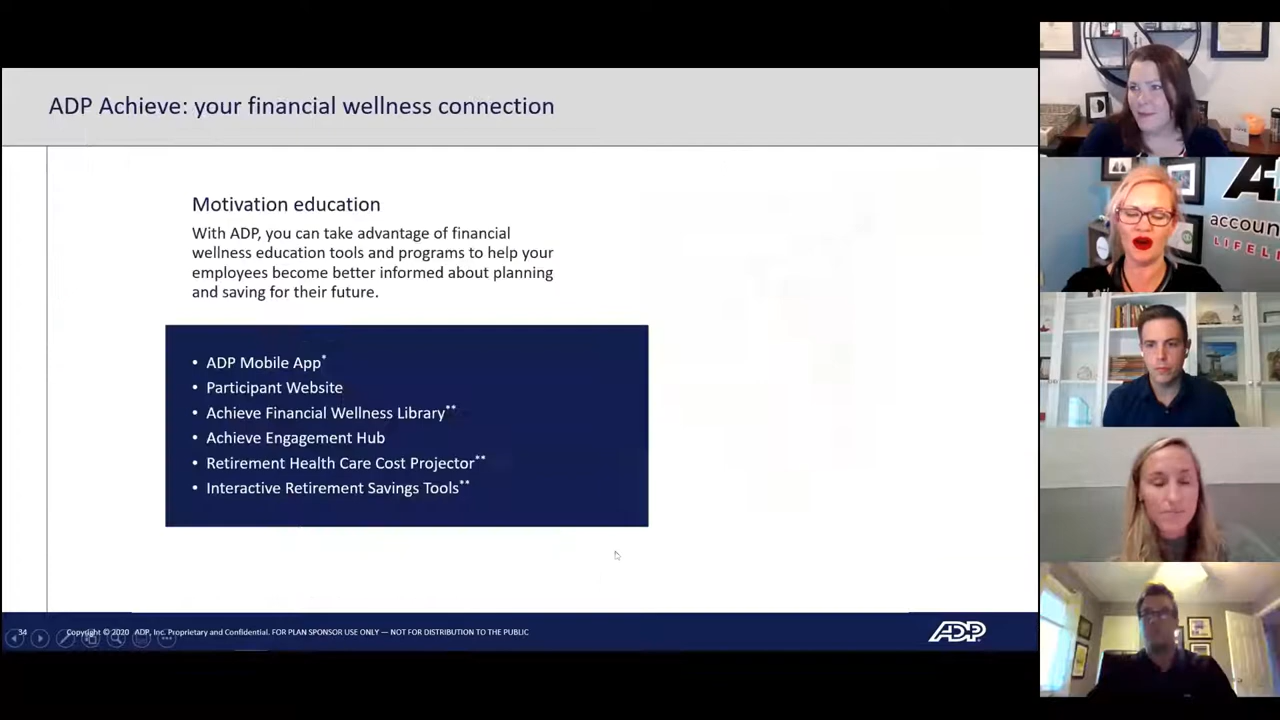 ADP Achieve: your financial wellness connection
Motivation education
With ADP, you can take advantage of financial
wellness education tools and programs to help your
employees become better informed about planning
and saving for their future.
• ADP Mobile App*
• Participant Website
• Achieve Financial Wellness Library**
• Achieve Engagement Hub
• Retirement Health Care Cost Projector**
• Interactive Retirement Savings Tools**
34 Copyright © 2020 ADP, Inc. Proprietary and Confidential. FOR PLAN SPONSOR USE ONLY — NOT FOR DISTRIBUTION TO THE PUBLIC
ADP